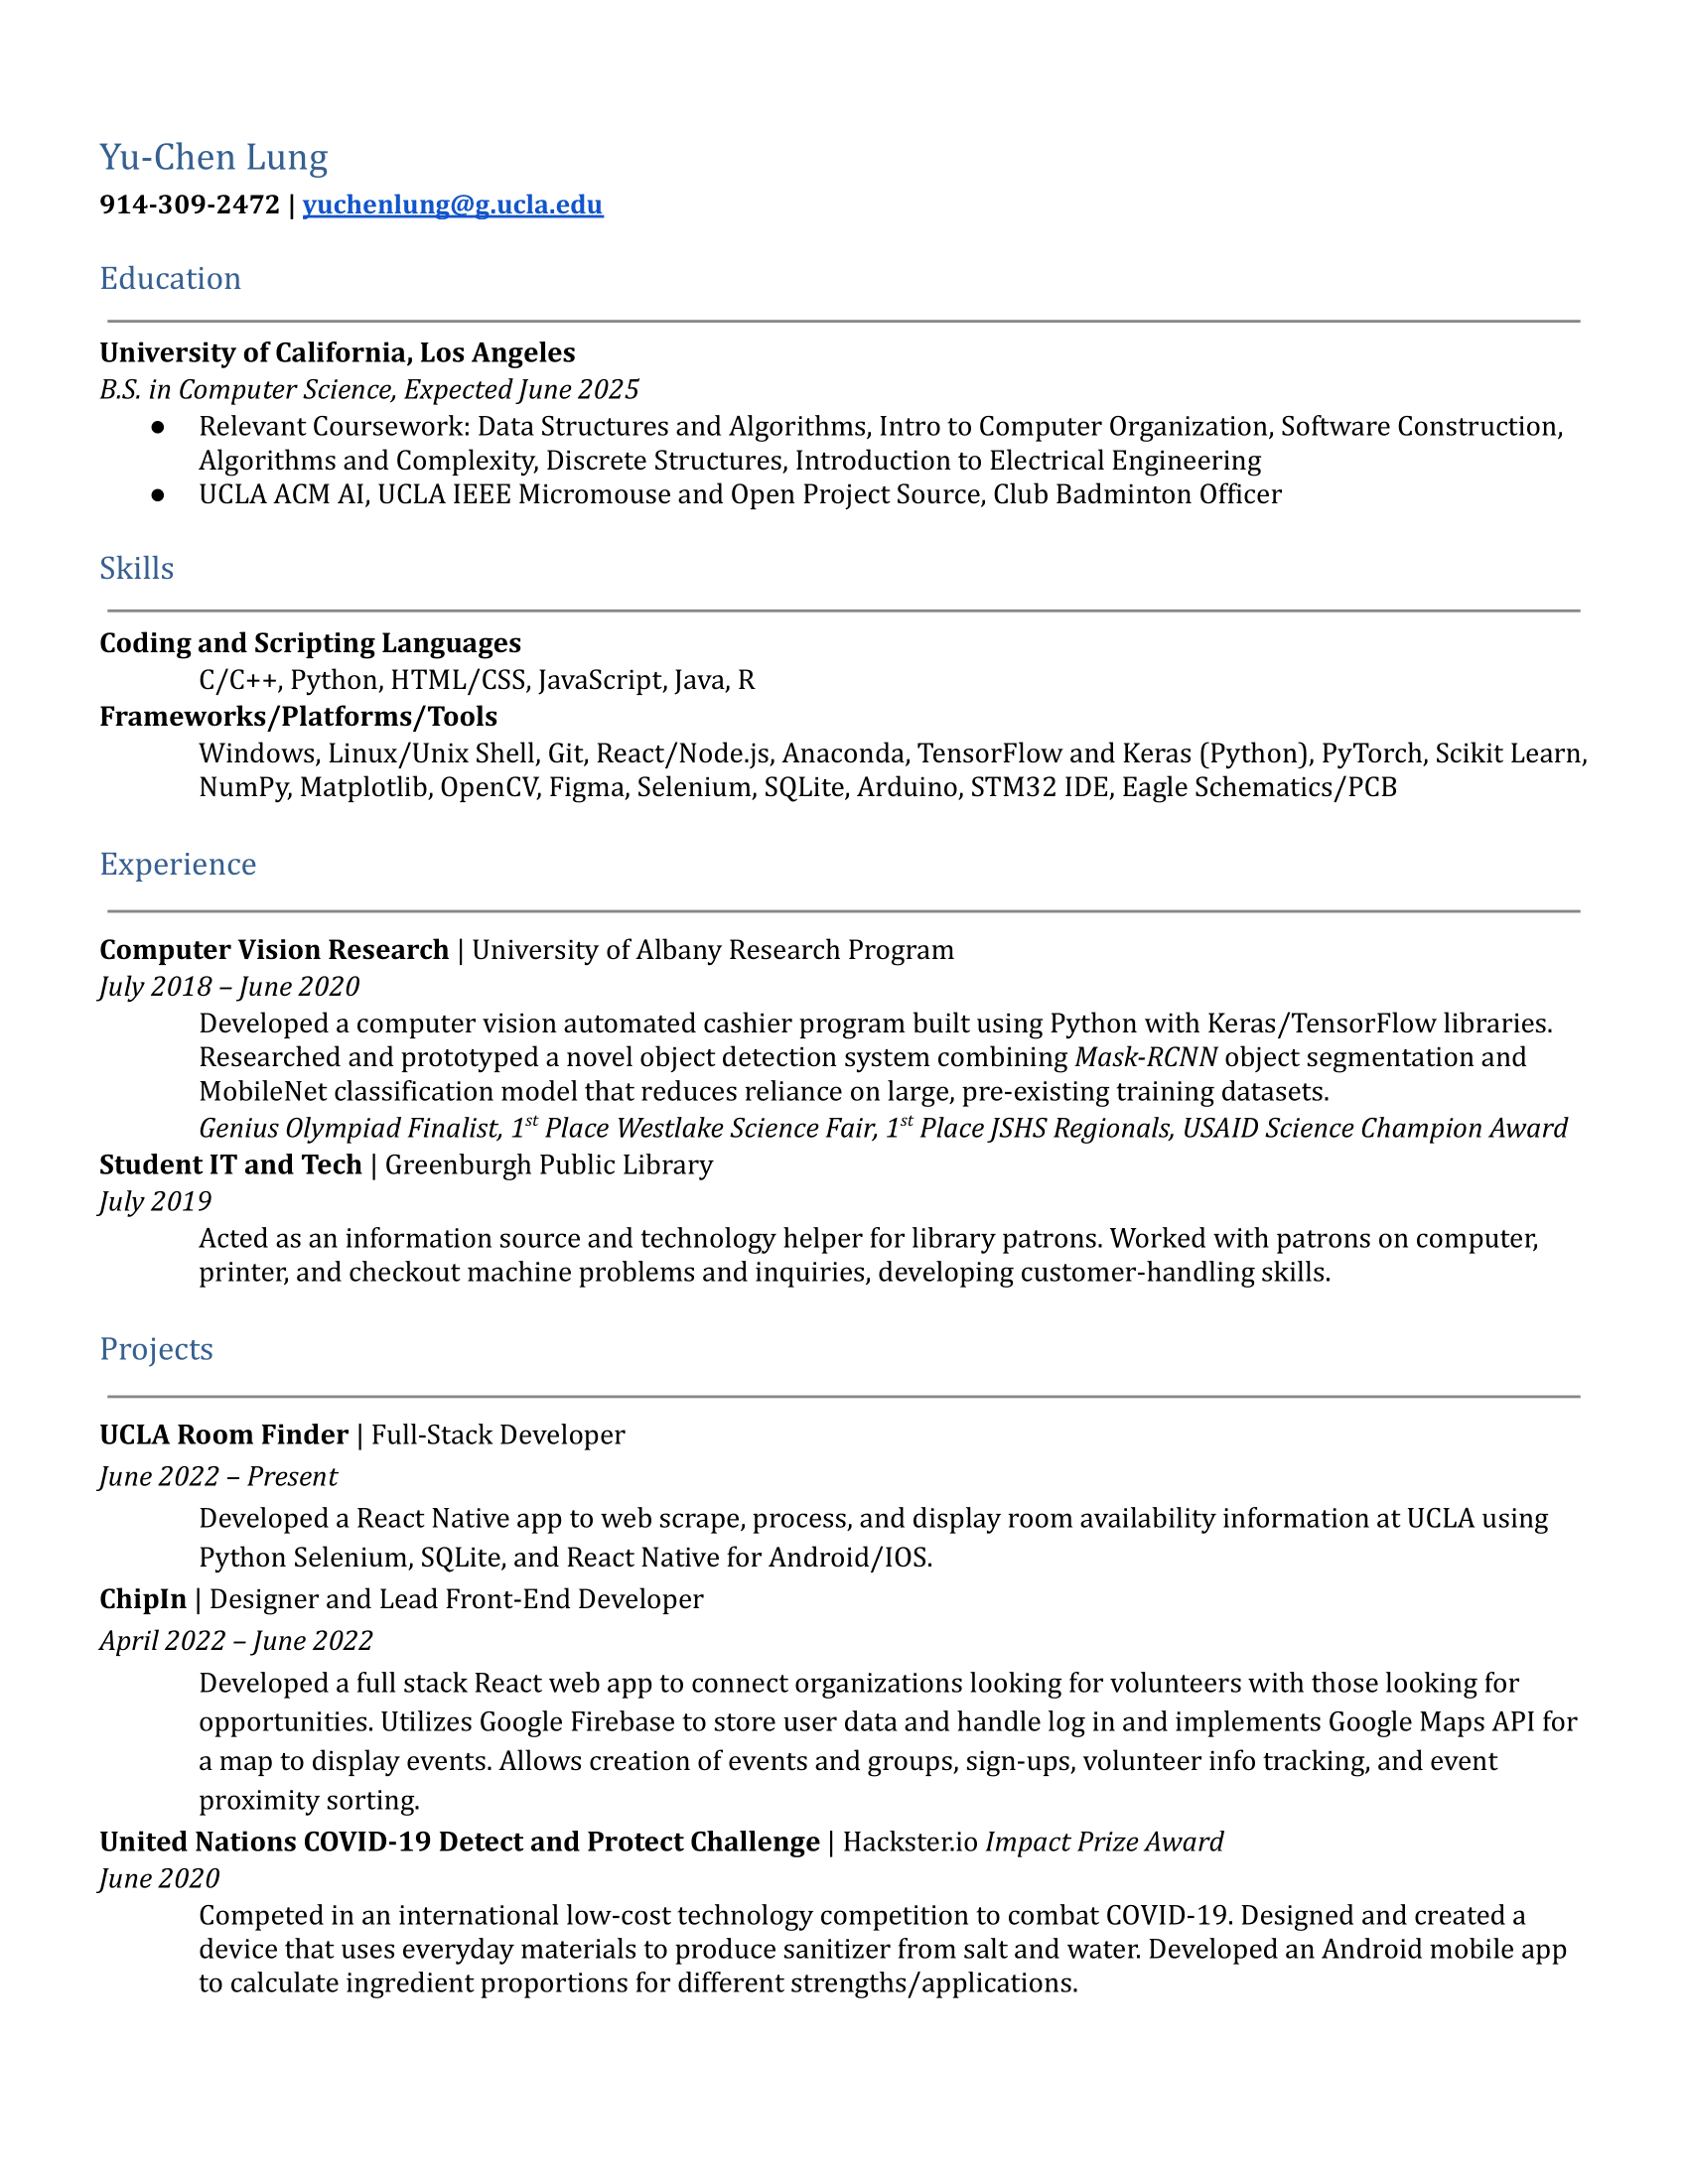 Yu-Chen Lung
914-309-2472 | yuchenlung@g.ucla.edu
Education
University of California, Los Angeles
B.S. in Computer Science, Expected June 2025
● Relevant Coursework: Data Structures and Algorithms, Intro to Computer Organization, Software Construction,
Algorithms and Complexity, Discrete Structures, Introduction to Electrical Engineering
● UCLA ACM AI, UCLA IEEE Micromouse and Open Project Source, Club Badminton Officer
Skills
Coding and Scripting Languages
C/C++, Python, HTML/CSS, JavaScript, Java, R
Frameworks/Platforms/Tools
Windows, Linux/Unix Shell, Git, React/Node.js, Anaconda, TensorFlow and Keras (Python), PyTorch, Scikit Learn,
NumPy, Matplotlib, OpenCV, Figma, Selenium, SQLite, Arduino, STM32 IDE, Eagle Schematics/PCB
Experience
Computer Vision Research | University of Albany Research Program
July 2018 – June 2020
Developed a computer vision automated cashier program built using Python with Keras/TensorFlow libraries.
Researched and prototyped a novel object detection system combining Mask-RCNN object segmentation and
MobileNet classification model that reduces reliance on large, pre-existing training datasets.
Genius Olympiad Finalist, 1st Place Westlake Science Fair, 1st Place JSHS Regionals, USAID Science Champion Award
Student IT and Tech | Greenburgh Public Library
July 2019
Acted as an information source and technology helper for library patrons. Worked with patrons on computer,
printer, and checkout machine problems and inquiries, developing customer-handling skills.
Projects
UCLA Room Finder | Full-Stack Developer
June 2022 – Present
Developed a React Native app to web scrape, process, and display room availability information at UCLA using
Python Selenium, SQLite, and React Native for Android/IOS.
ChipIn | Designer and Lead Front-End Developer
April 2022 – June 2022
Developed a full stack React web app to connect organizations looking for volunteers with those looking for
opportunities. Utilizes Google Firebase to store user data and handle log in and implements Google Maps API for
a map to display events. Allows creation of events and groups, sign-ups, volunteer info tracking, and event
proximity sorting.
United Nations COVID-19 Detect and Protect Challenge | Hackster.io Impact Prize Award
June 2020
Competed in an international low-cost technology competition to combat COVID-19. Designed and created a
device that uses everyday materials to produce sanitizer from salt and water. Developed an Android mobile app
to calculate ingredient proportions for different strengths/applications.